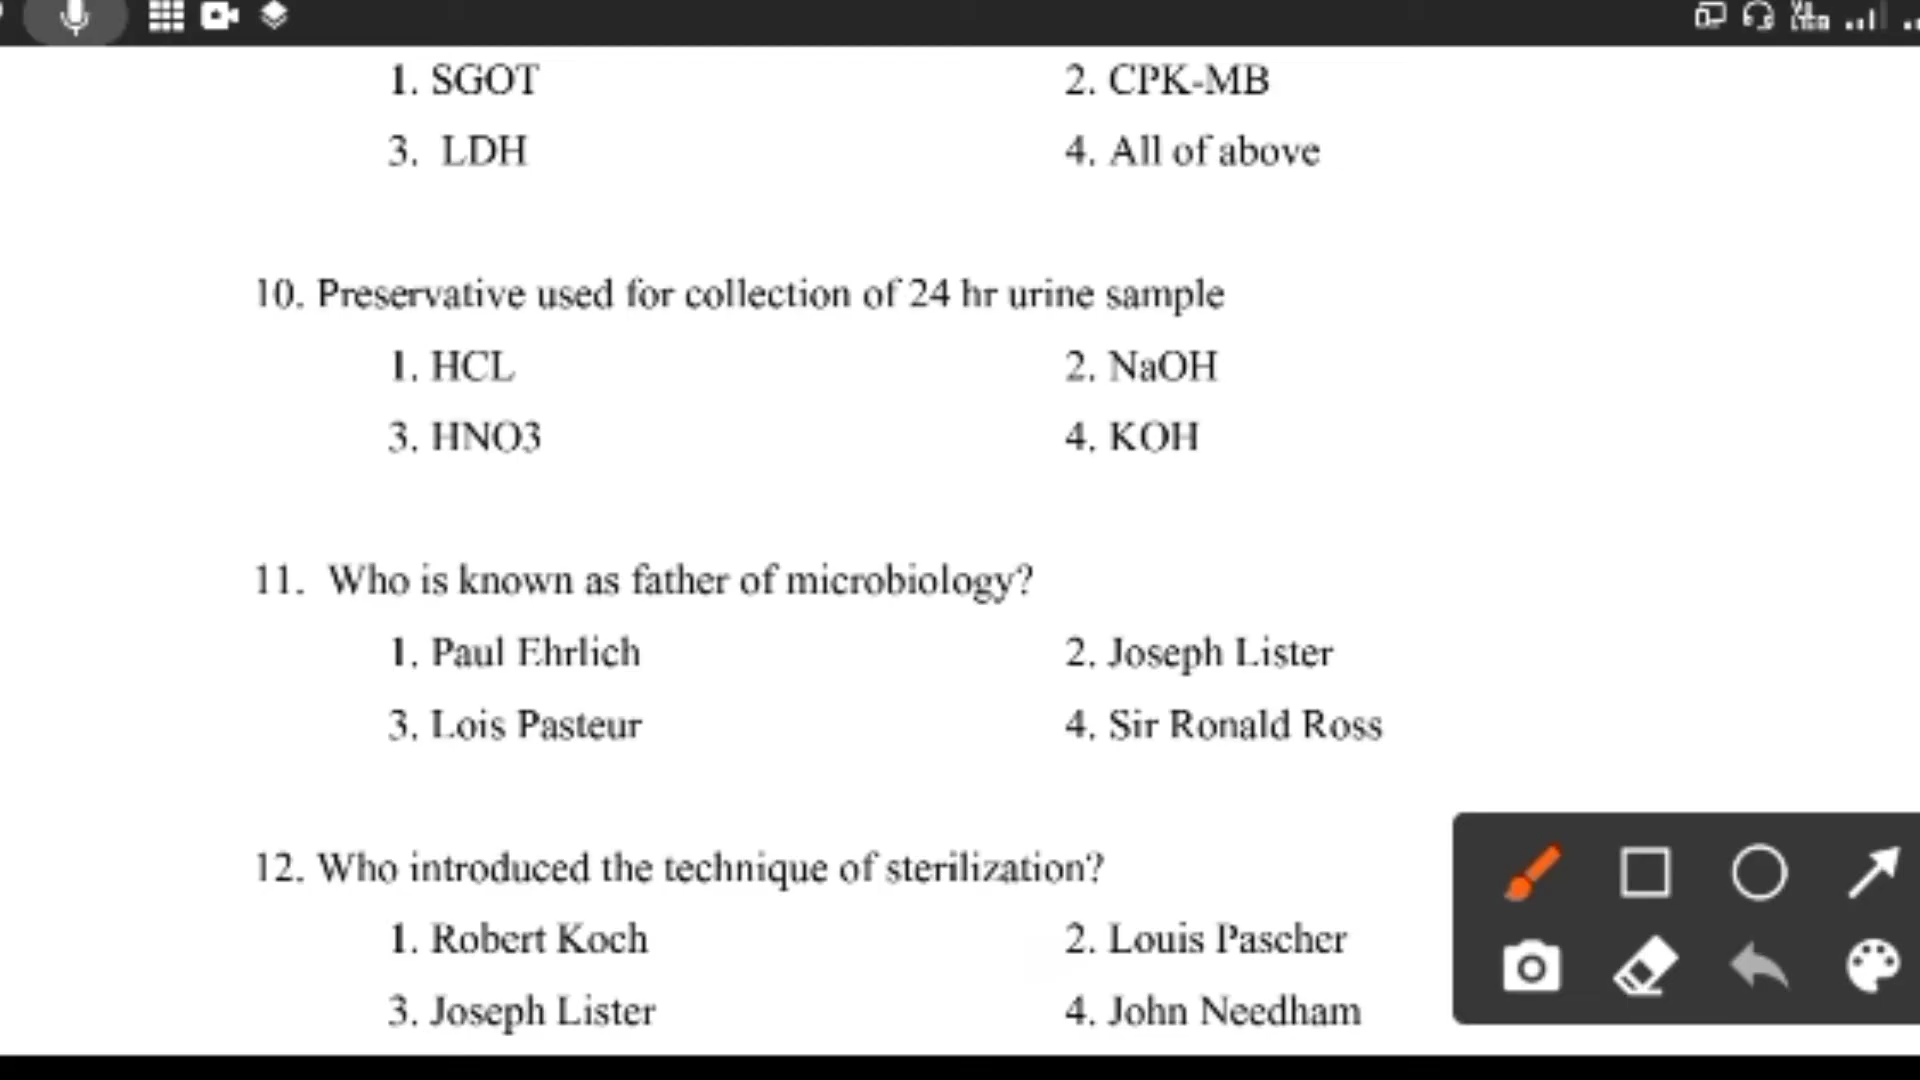 1. SGOT 2. CPK-MB
3. LDH 4. All of above
10. Preservative used for collection of 24 hr urine sample
1. HCL 2. NaOH
3. HNO3 4. KOH
11. Who is known as father of microbiology?
1. Paul Ehrlich 2. Joseph Lister
3. Lois Pasteur 4. Sir Ronald Ross
12. Who introduced the technique of sterilization?
1. Robert Koch 2. Louis Pascher
3. Joseph Lister 4. John Needham